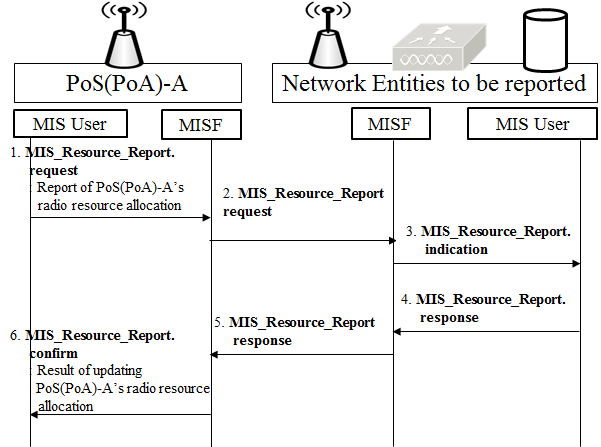 PoS(PoA)-A
Network Entities to be reported
MIS User
MISF
MISF
MIS User
1. MIS_Resource_Report.
request
: Report of PoS(PoA)-A's
radio resource allocation
2. MIS_Resource_Report
request
3. MIS_Resource_Report.
indication
4. MIS_Resource_Report.
response
5. MIS_Resource_Report
response
6. MIS_Resource_Report.
confirm
: Result of updating
PoS(PoA)-A's radio resource
allocation